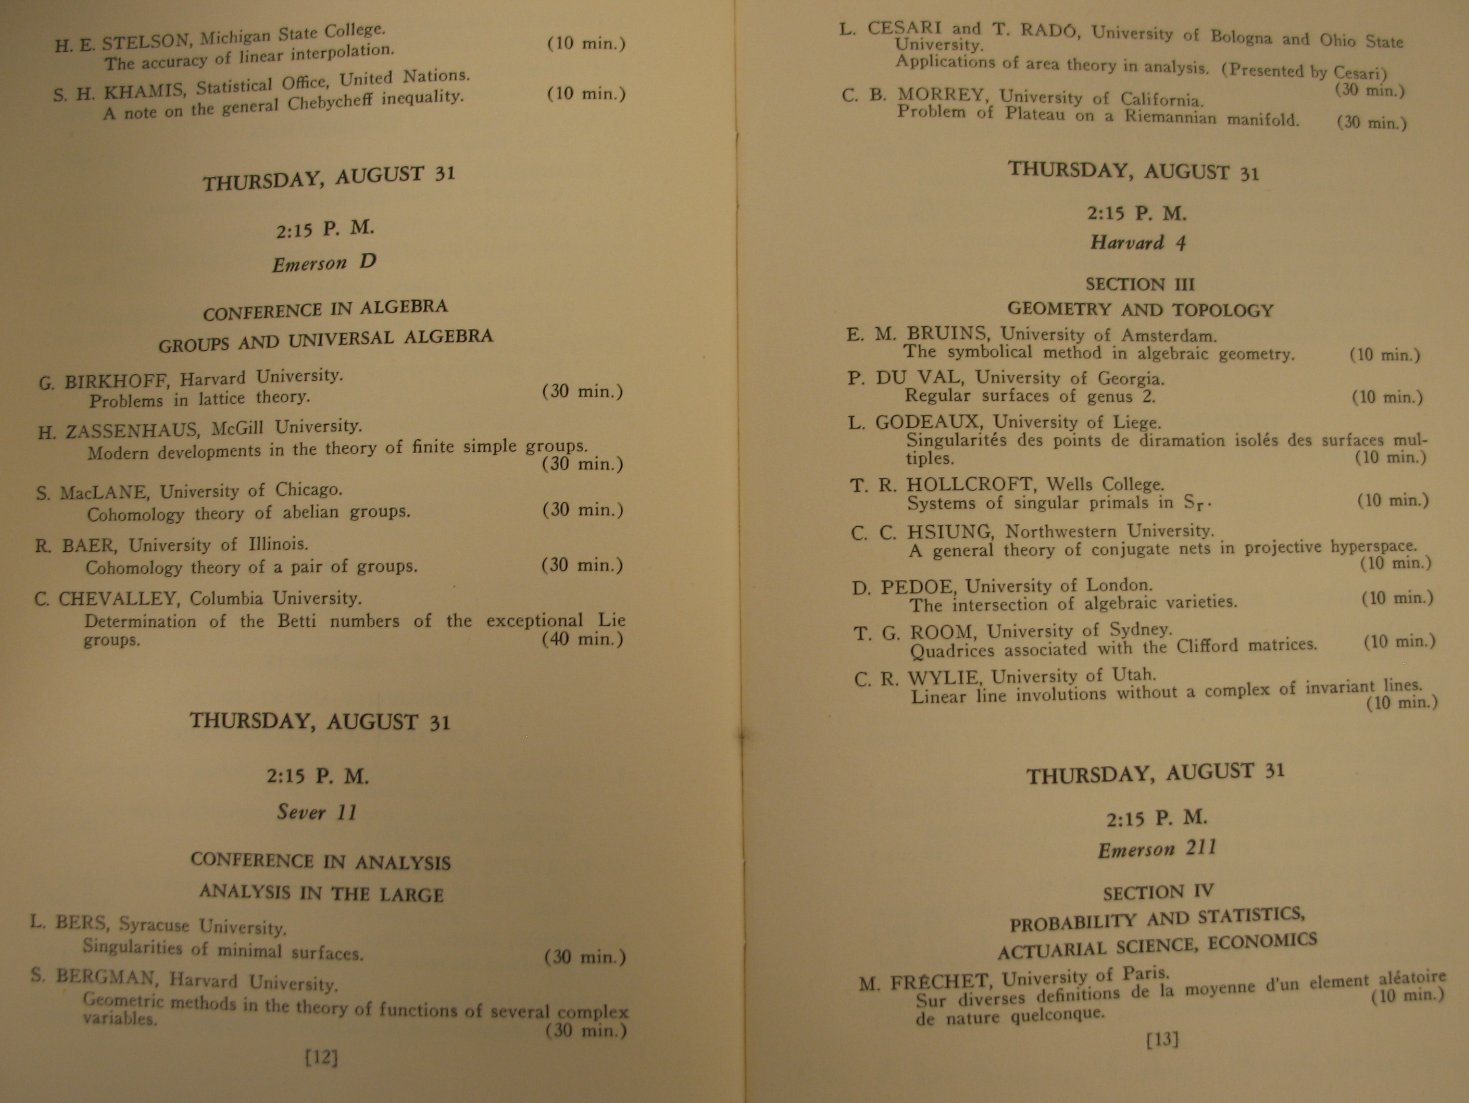 H. E. STELSON, Michigan State College.
The accuracy of linear interpolation. (10 min.)
S. H. KHAMIS, Statistical Office, United Nations.
A note on the general Chebycheff inequality. (10 min.)
THURSDAY, AUGUST 31
2:15 P. M.
Emerson D
CONFERENCE IN ALGEBRA
GROUPS AND UNIVERSAL ALGEBRA
G. BIRKHOFF, Harvard University.
Problems in lattice theory. (30 min.)
H. ZASSENHAUS, McGill University.
Modern developments in the theory of finite simple groups.
(30 min.)
S. MacLANE, University of Chicago.
Cohomology theory of abelian groups. (30 min.)
R. BAER, University of Illinois.
Cohomology theory of a pair of groups. (30 min.)
C. CHEVALLEY, Columbia University.
Determination of the Betti numbers of the exceptional Lie
groups. (40 min.)
THURSDAY, AUGUST 31
2:15 P. M.
Sever 11
CONFERENCE IN ANALYSIS
ANALYSIS IN THE LARGE
L. BERS, Syracuse University.
Singularities of minimal surfaces. (30 min.)
S. BERGMAN, Harvard University.
Geometric methods in the theory of functions of several complex
variables. (30 min.)
[12]
L. CESARI and T. RADÓ, University of Bologna and Ohio State
University.
Applications of area theory in analysis. (Presented by Cesari)
(30 min.)
C. B. MORREY, University of California.
Problem of Plateau on a Riemannian manifold. (30 min.)
THURSDAY, AUGUST 31
2:15 P. M.
Harvard 4
SECTION III
GEOMETRY AND TOPOLOGY
E. M. BRUINS, University of Amsterdam.
The symbolical method in algebraic geometry. (10 min.)
P. DU VAL, University of Georgia.
Regular surfaces of genus 2. (10 min.)
L. GODEAUX, University of Liege.
Singularités des points de diramation isolés des surfaces mul-
tiples. (10 min.)
T. R. HOLLCROFT, Wells College.
Systems of singular primals in Sr. (10 min.)
C. C. HSIUNG, Northwestern University.
A general theory of conjugate nets in projective hyperspace.
(10 min.)
D. PEDOE, University of London.
The intersection of algebraic varieties. (10 min.)
T. G. ROOM, University of Sydney.
Quadrices associated with the Clifford matrices. (10 min.)
C. R. WYLIE, University of Utah.
Linear line involutions without a complex of invariant lines.
(10 min.)
THURSDAY, AUGUST 31
2:15 P. M.
Emerson 211
SECTION IV
PROBABILITY AND STATISTICS,
ACTUARIAL SCIENCE, ECONOMICS
M. FRÉCHET, University of Paris.
Sur diverses definitions de la moyenne d'un element aléatoire
de nature quelconque. (10 min.)
[13]